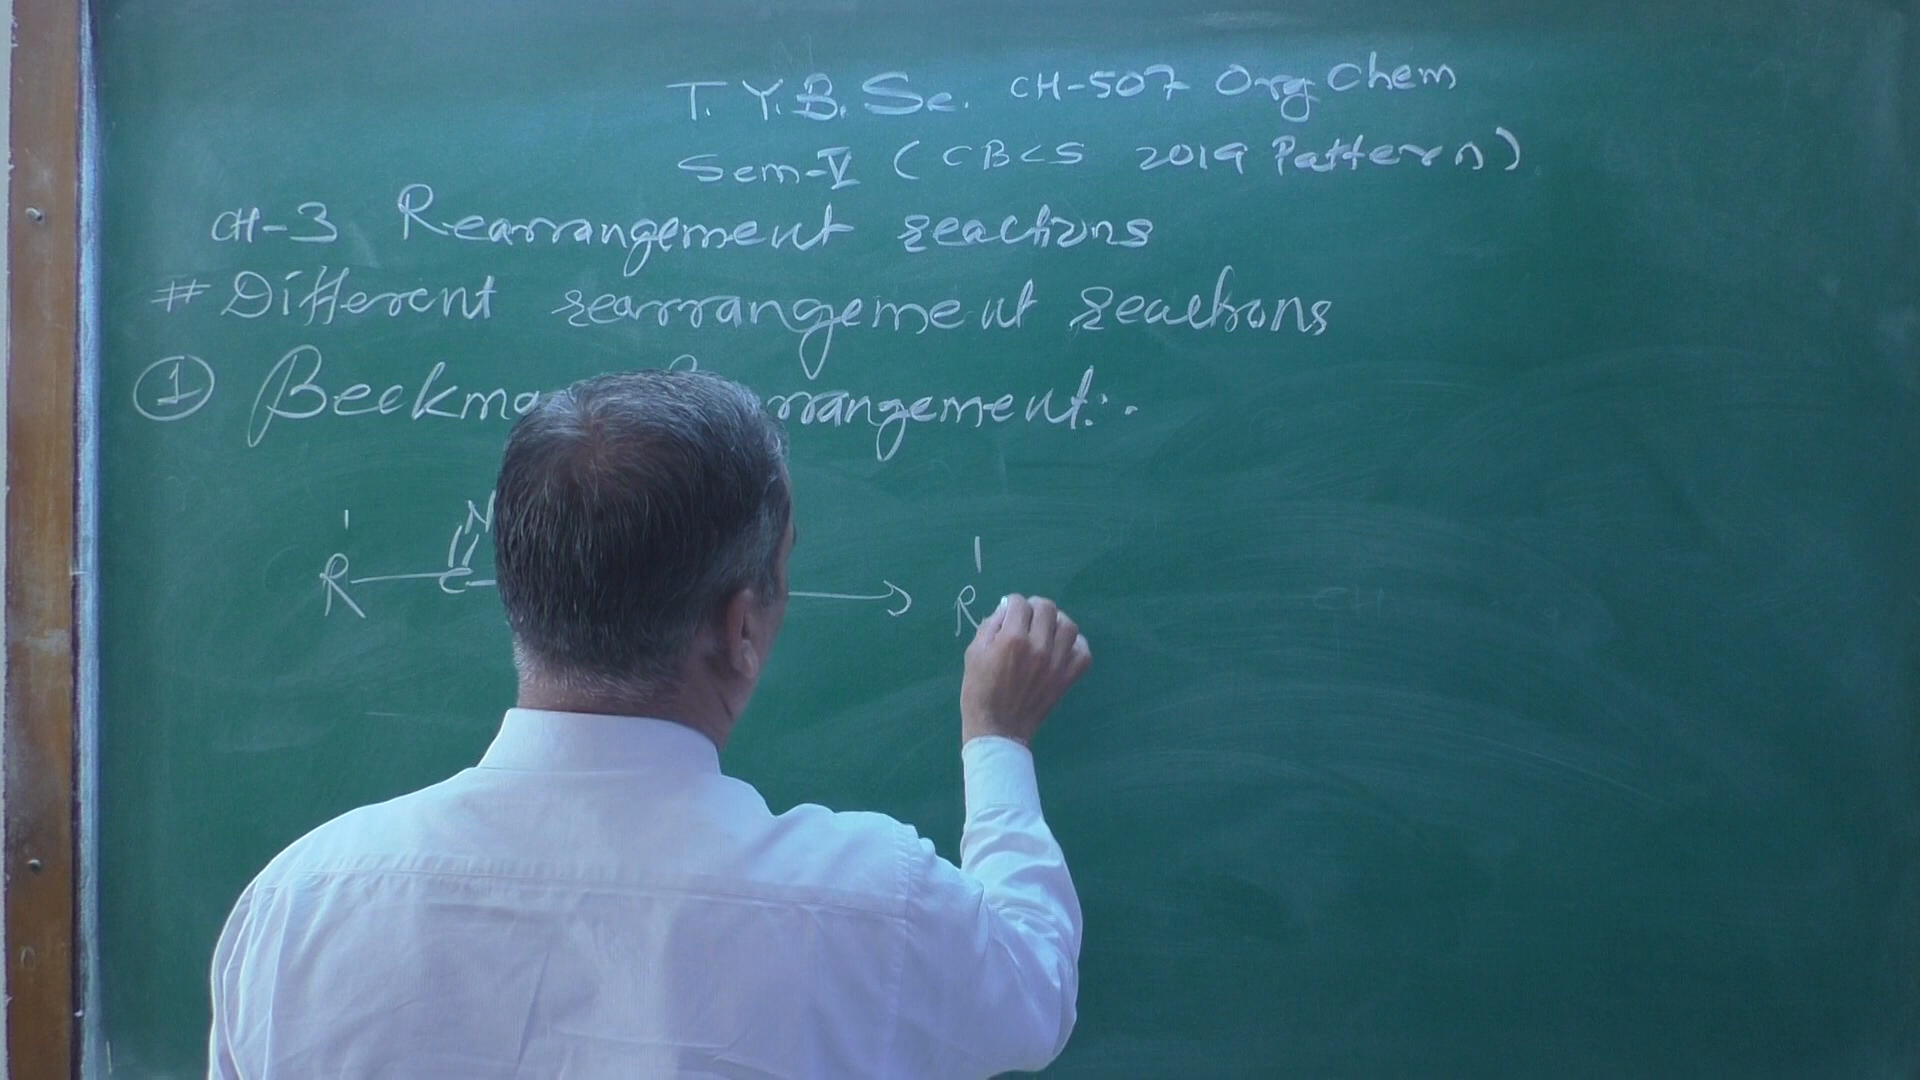 T.Y.B.Sc. CH-507 Org Chem
Sem-V (CBCS 2019 Pattern)
CH-3 Rearrangement reactions
# Different rearrangement reactions
① Beckma rrangement:-
R' — C = N → R'